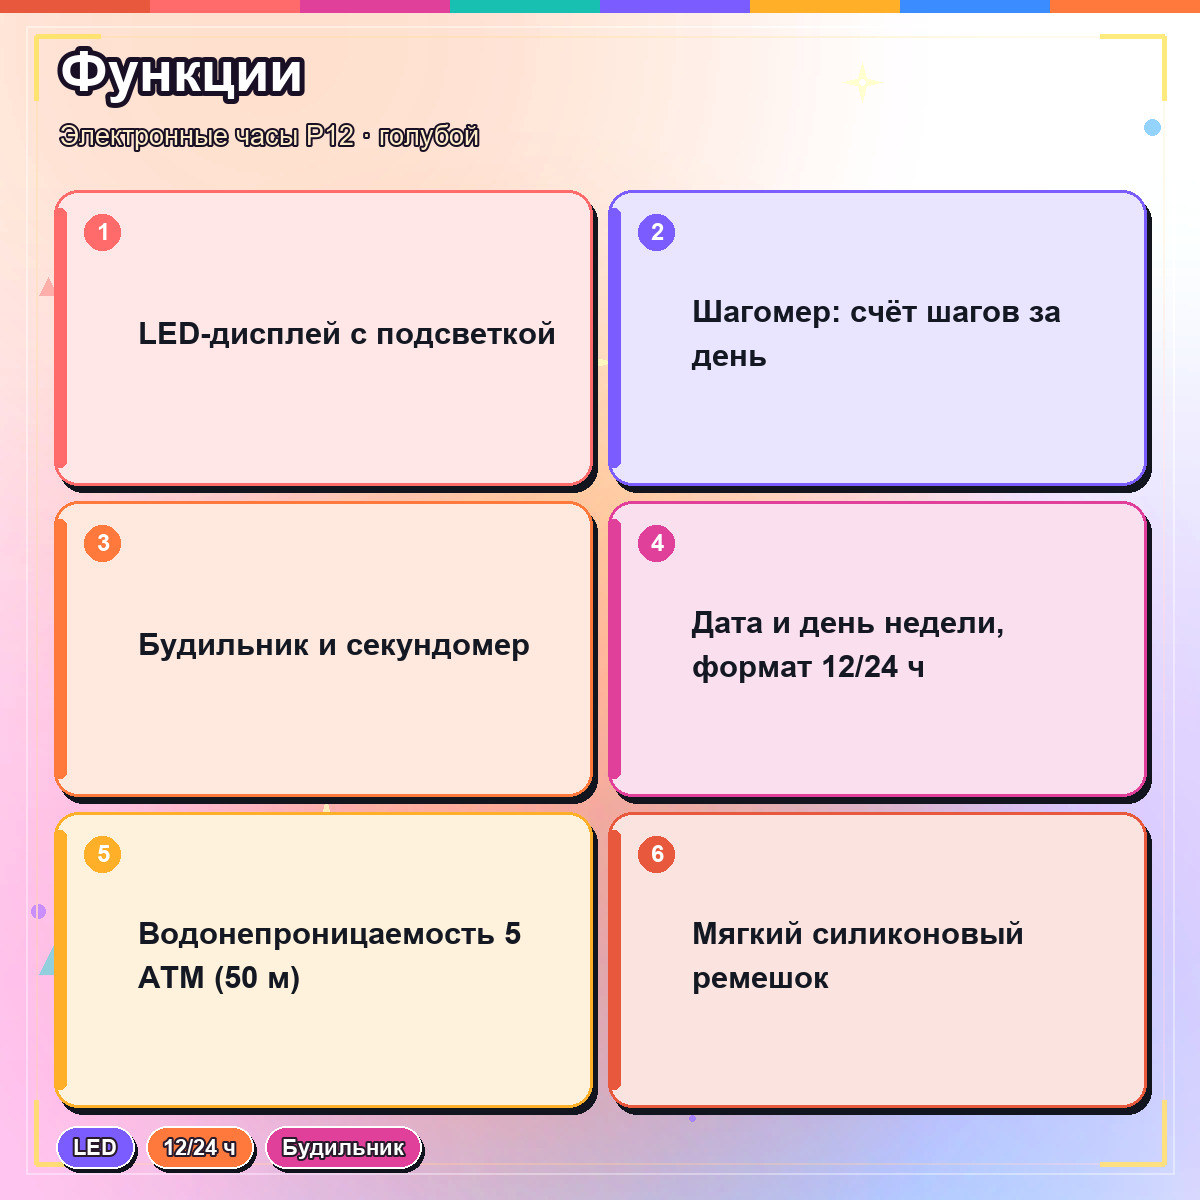 Функции
Электронные часы P12 · голубой
1
LED-дисплей с подсветкой
2
Шагомер: счёт шагов за
день
3
Будильник и секундомер
4
Дата и день недели,
формат 12/24 ч
5
Водонепроницаемость 5
ATM (50 м)
6
Мягкий силиконовый
ремешок
LED
12/24 ч
Будильник